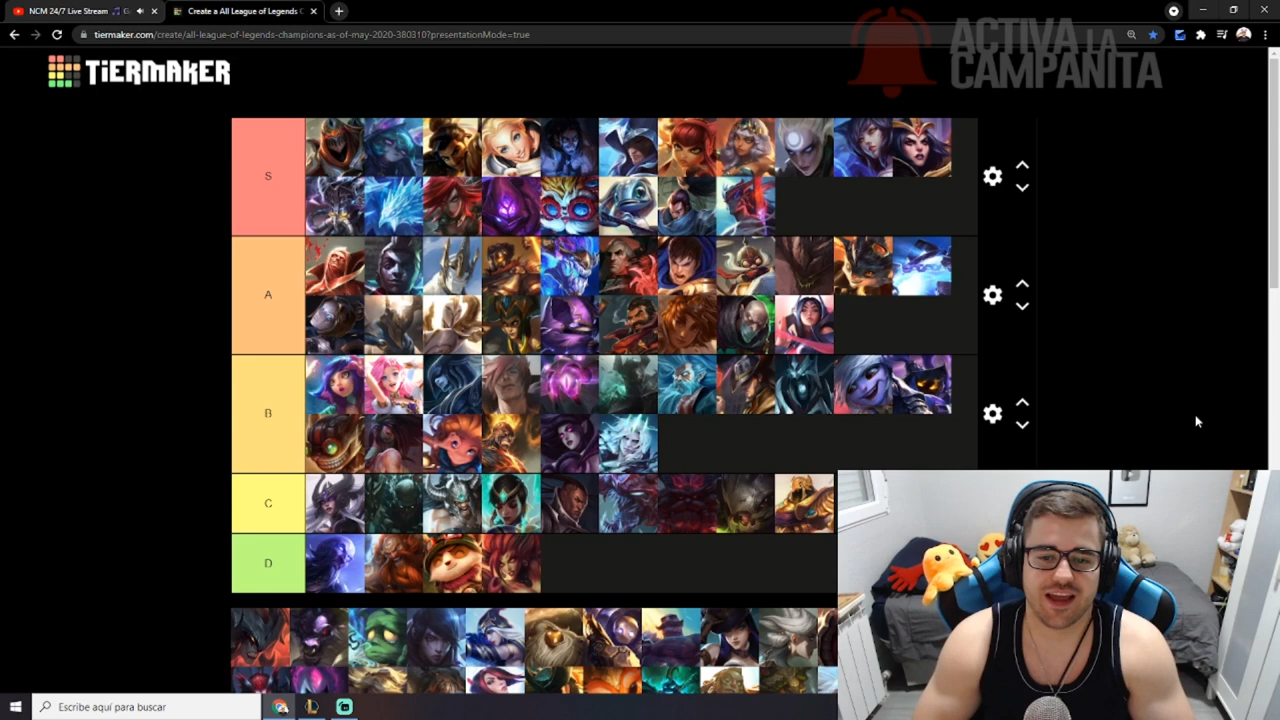 NCM 24/7 Live Stream
Create a All League of Legends C
tiermaker.com/create/all-league-of-legends-champions-as-of-may-2020-380310?presentationMode=true
ACTIVA LA
CAMPANITA
TiERMAKER
S
A
B
C
D
Escribe aquí para buscar